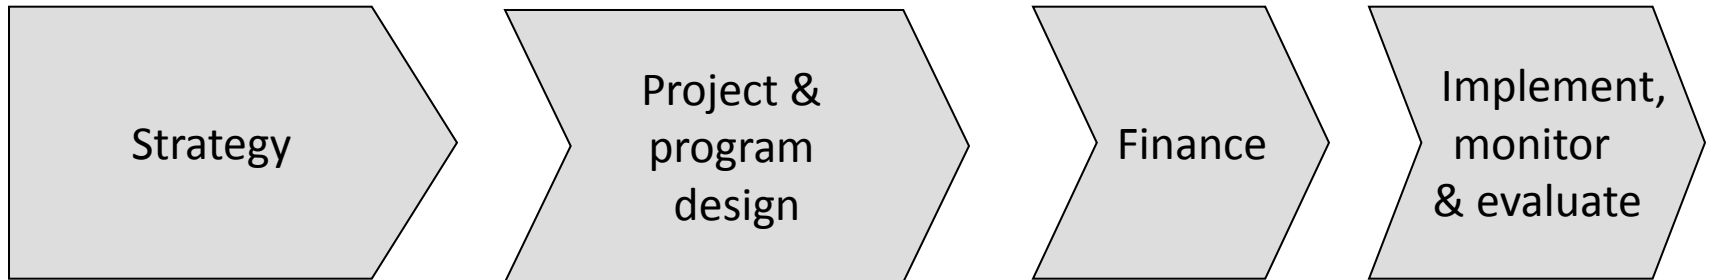 Strategy
Project &
program
design
Finance
Implement,
monitor
& evaluate